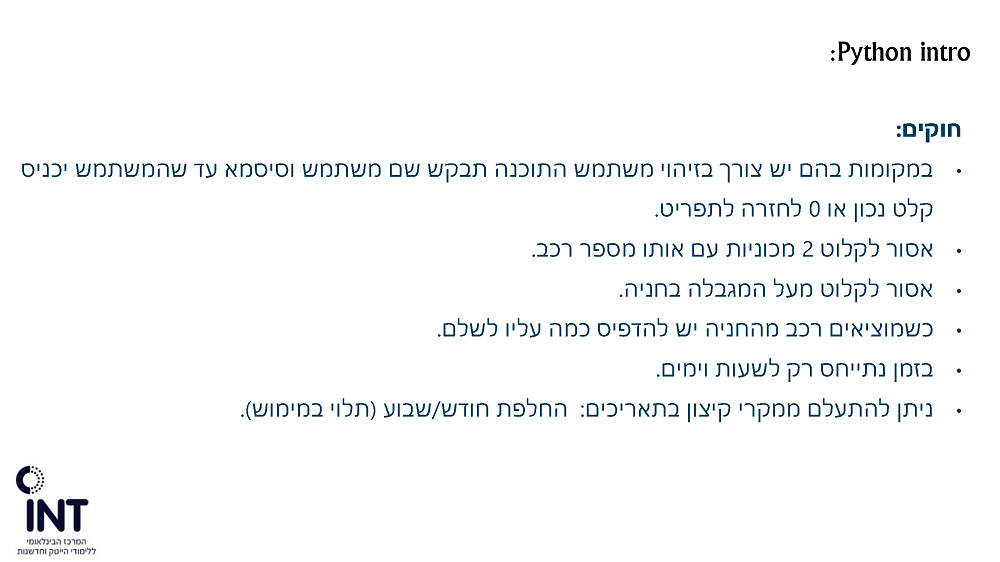 Python intro:
חוקים:
• במקומות בהם יש צורך בזיהוי משתמש התוכנה תבקש שם משתמש וסיסמא עד שהמשתמש יכניס
קלט נכון או 0 לחזרה לתפריט.
• אסור לקלוט 2 מכוניות עם אותו מספר רכב.
• אסור לקלוט מעל המגבלה בחניה.
• כשמוציאים רכב מהחניה יש להדפיס כמה עליו לשלם.
• בזמן נתייחס רק לשעות וימים.
• ניתן להתעלם ממקרי קיצון בתאריכים:  החלפת חודש/שבוע (תלוי במימוש).
INT
המרכז הבינלאומי
ללימודי הייטק וחדשנות